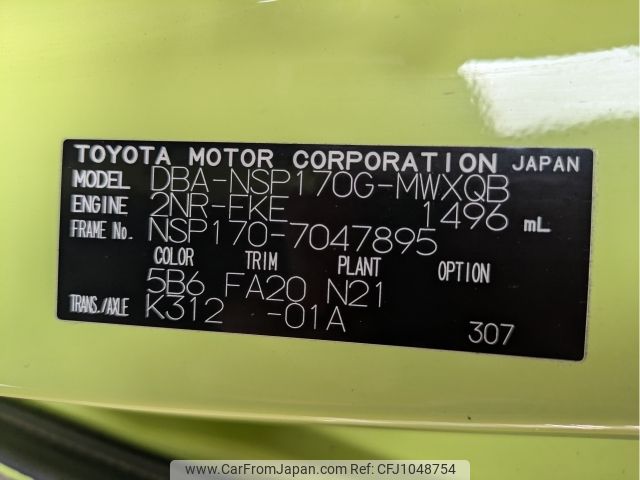 TOYOTA MOTOR CORPORATION JAPAN
MODEL DBA-NSP170G-MWXQB
ENGINE 2NR-FKE 1496 mL
FRAME No. NSP170-7047895
COLOR TRIM PLANT OPTION
5B6 FA20 N21
TRANS./AXLE K312 -01A
307
www.CarFromJapan.com | Ref. CFJ1048754